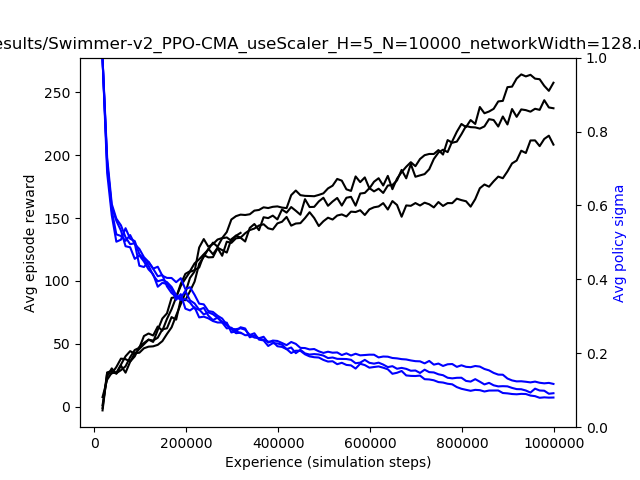 esults/Swimmer-v2_PPO-CMA_useScaler_H=5_N=10000_networkWidth=128.
Avg episode reward
250
200
150
100
50
0
0 200000 400000 600000 800000 1000000
Experience (simulation steps)
1.0
0.8
0.6
0.4
0.2
0.0
Avg policy sigma